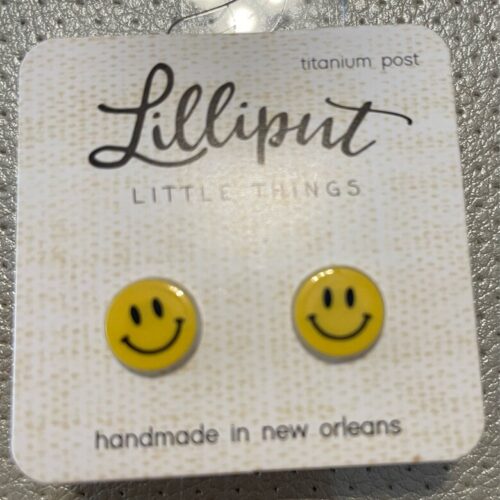 titanium post
Lilliput
LITTLE THINGS
handmade in new orleans